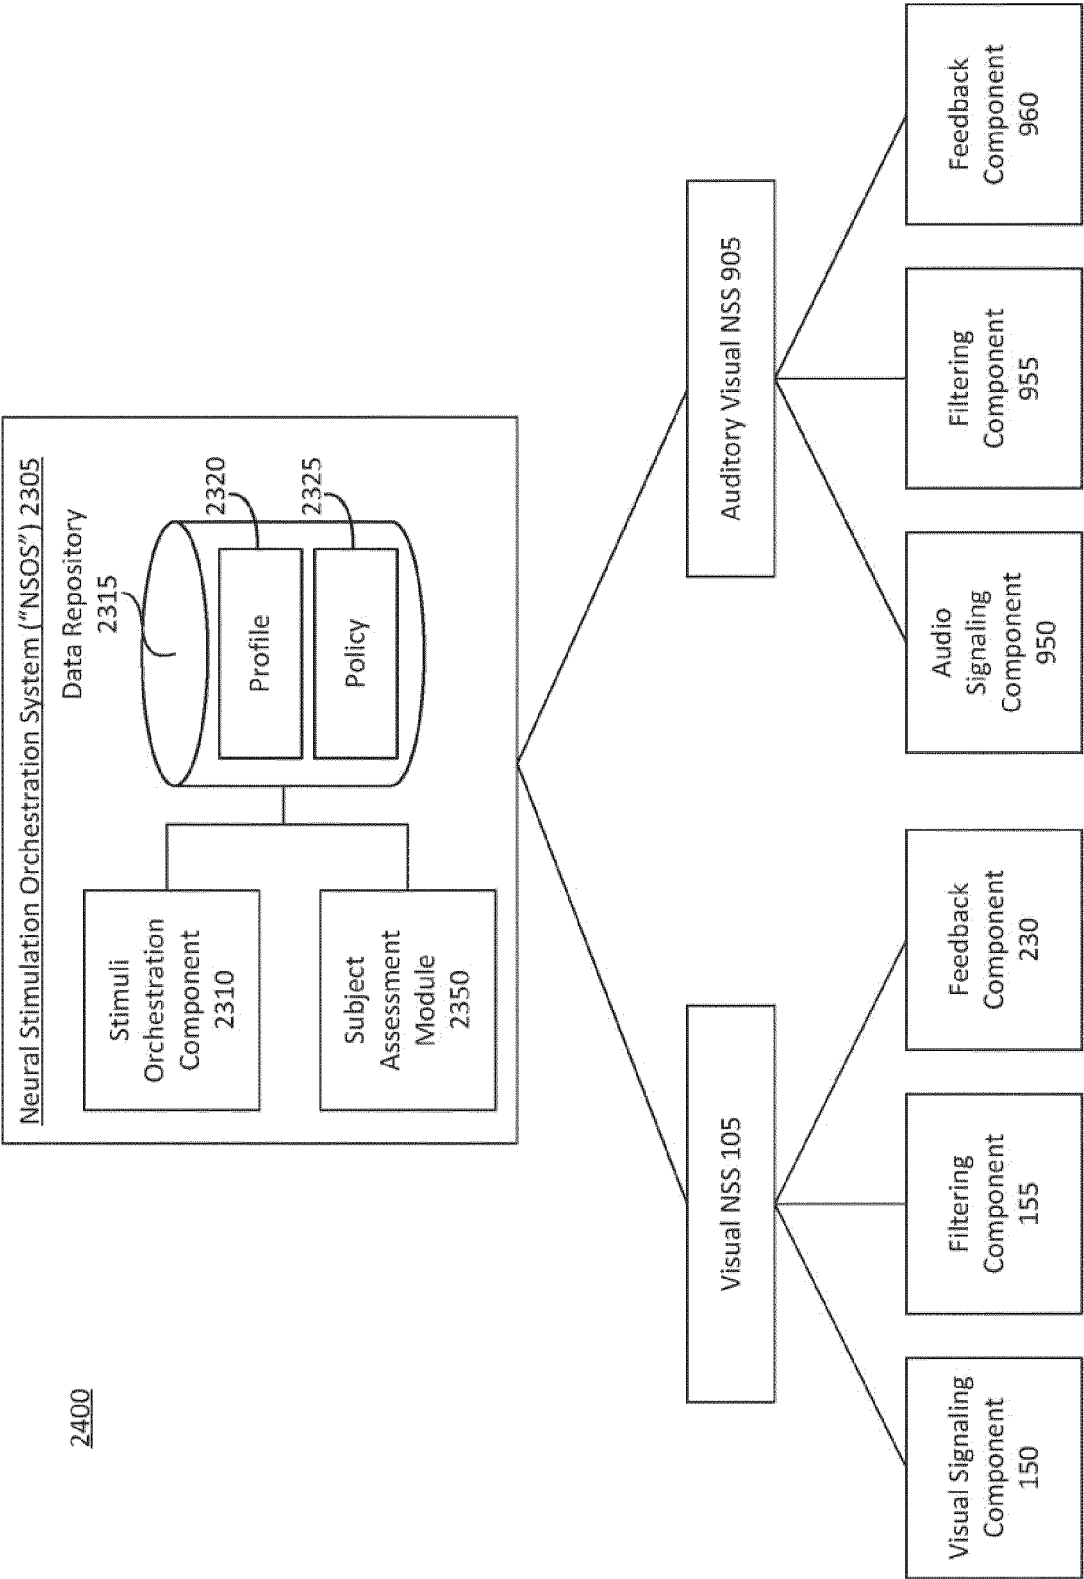 2400
Neural Stimulation Orchestration System ("NSOS") 2305
Stimuli
Orchestration
Component
2310
Subject
Assessment
Module
2350
Data Repository
2315
Profile
2320
Policy
2325
Visual NSS 105
Auditory Visual NSS 905
Visual Signaling
Component
150
Filtering
Component
155
Feedback
Component
230
Audio
Signaling
Component
950
Filtering
Component
955
Feedback
Component
960